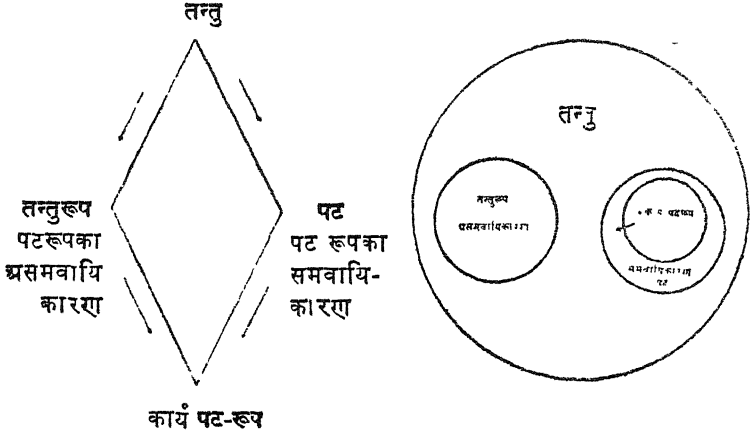 तन्तु
तन्तुरूप
पटरूपका
असमवायि
कारण
पट
पट रूपका
समवायि-
कारण
कार्य पट-रूप
तन्तु
तन्तुरूप
असमवायिकारण
पटरूप
समवायिकारण
पट